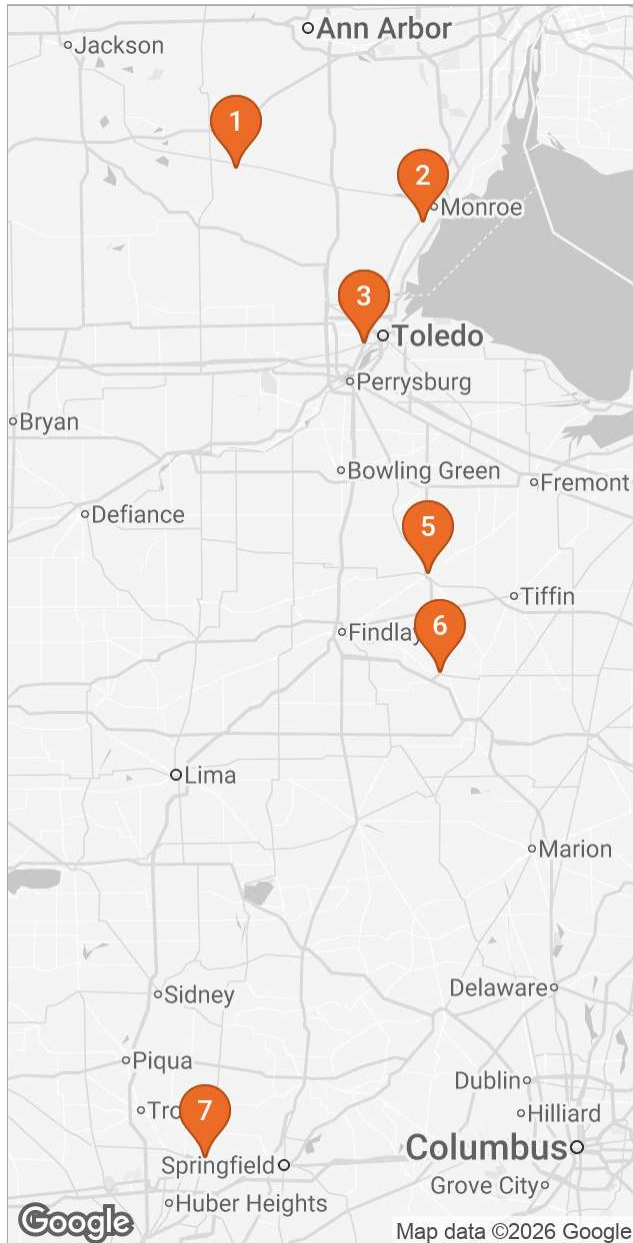 Ann Arbor
Jackson
1
2
Monroe
3
Toledo
Perrysburg
Bryan
Bowling Green
Fremont
Defiance
5
Tiffin
Findlay
6
Lima
Marion
Sidney
Delaware
Piqua
Dublin
Tro
7
Hilliard
Columbus
Springfield
Grove City
Huber Heights
Google
Map data ©2026 Google